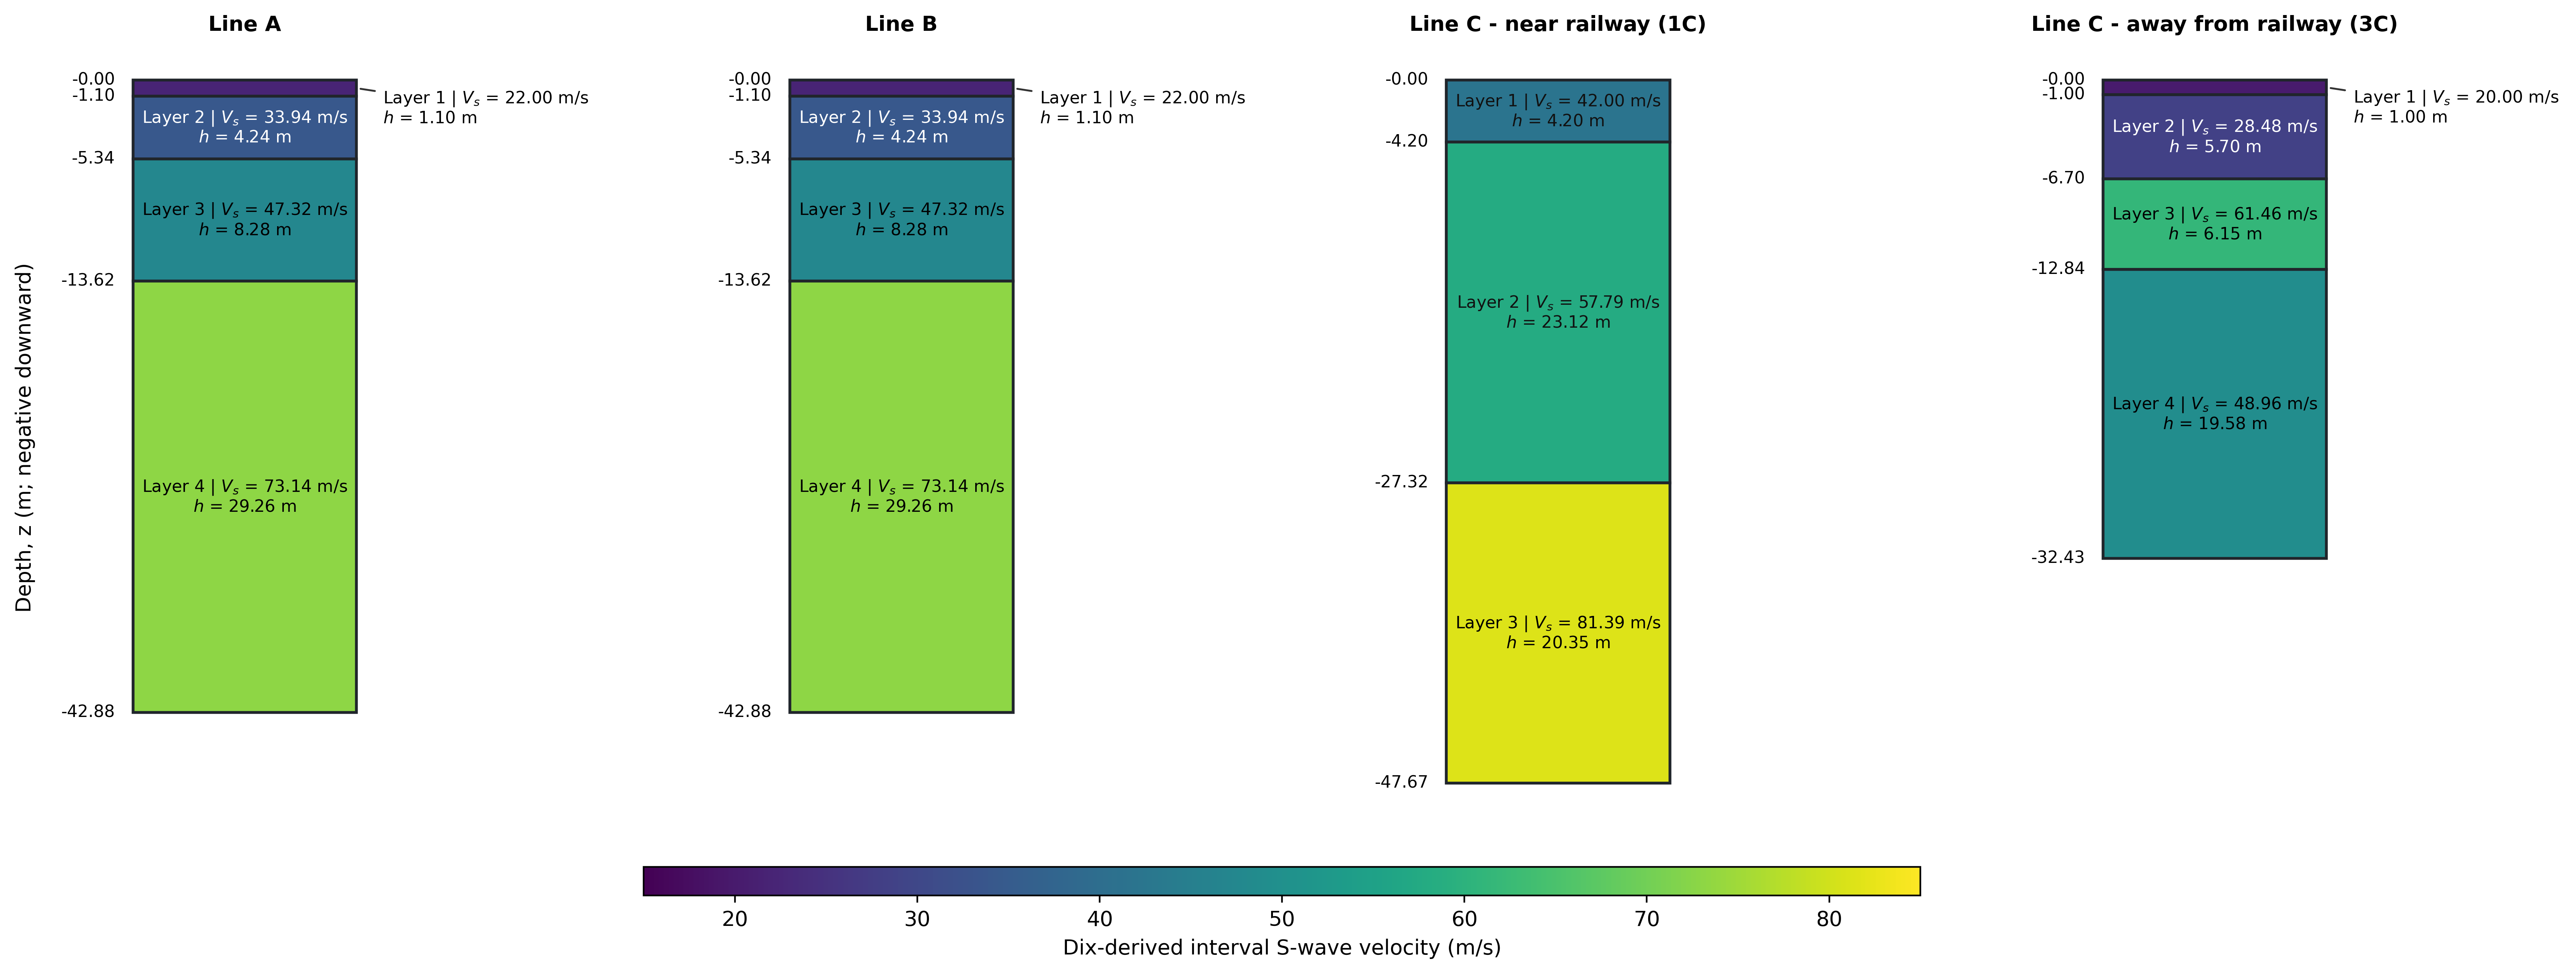 Line A
-0.00
-1.10
-5.34
-13.62
-42.88
Layer 1 | Vs = 22.00 m/s
h = 1.10 m
Layer 2 | Vs = 33.94 m/s
h = 4.24 m
Layer 3 | Vs = 47.32 m/s
h = 8.28 m
Layer 4 | Vs = 73.14 m/s
h = 29.26 m
Depth, z (m; negative downward)
Line B
-0.00
-1.10
-5.34
-13.62
-42.88
Layer 1 | Vs = 22.00 m/s
h = 1.10 m
Layer 2 | Vs = 33.94 m/s
h = 4.24 m
Layer 3 | Vs = 47.32 m/s
h = 8.28 m
Layer 4 | Vs = 73.14 m/s
h = 29.26 m
Line C - near railway (1C)
-0.00
-4.20
-27.32
-47.67
Layer 1 | Vs = 42.00 m/s
h = 4.20 m
Layer 2 | Vs = 57.79 m/s
h = 23.12 m
Layer 3 | Vs = 81.39 m/s
h = 20.35 m
Line C - away from railway (3C)
-0.00
-1.00
-6.70
-12.84
-32.43
Layer 1 | Vs = 20.00 m/s
h = 1.00 m
Layer 2 | Vs = 28.48 m/s
h = 5.70 m
Layer 3 | Vs = 61.46 m/s
h = 6.15 m
Layer 4 | Vs = 48.96 m/s
h = 19.58 m
20 30 40 50 60 70 80
Dix-derived interval S-wave velocity (m/s)